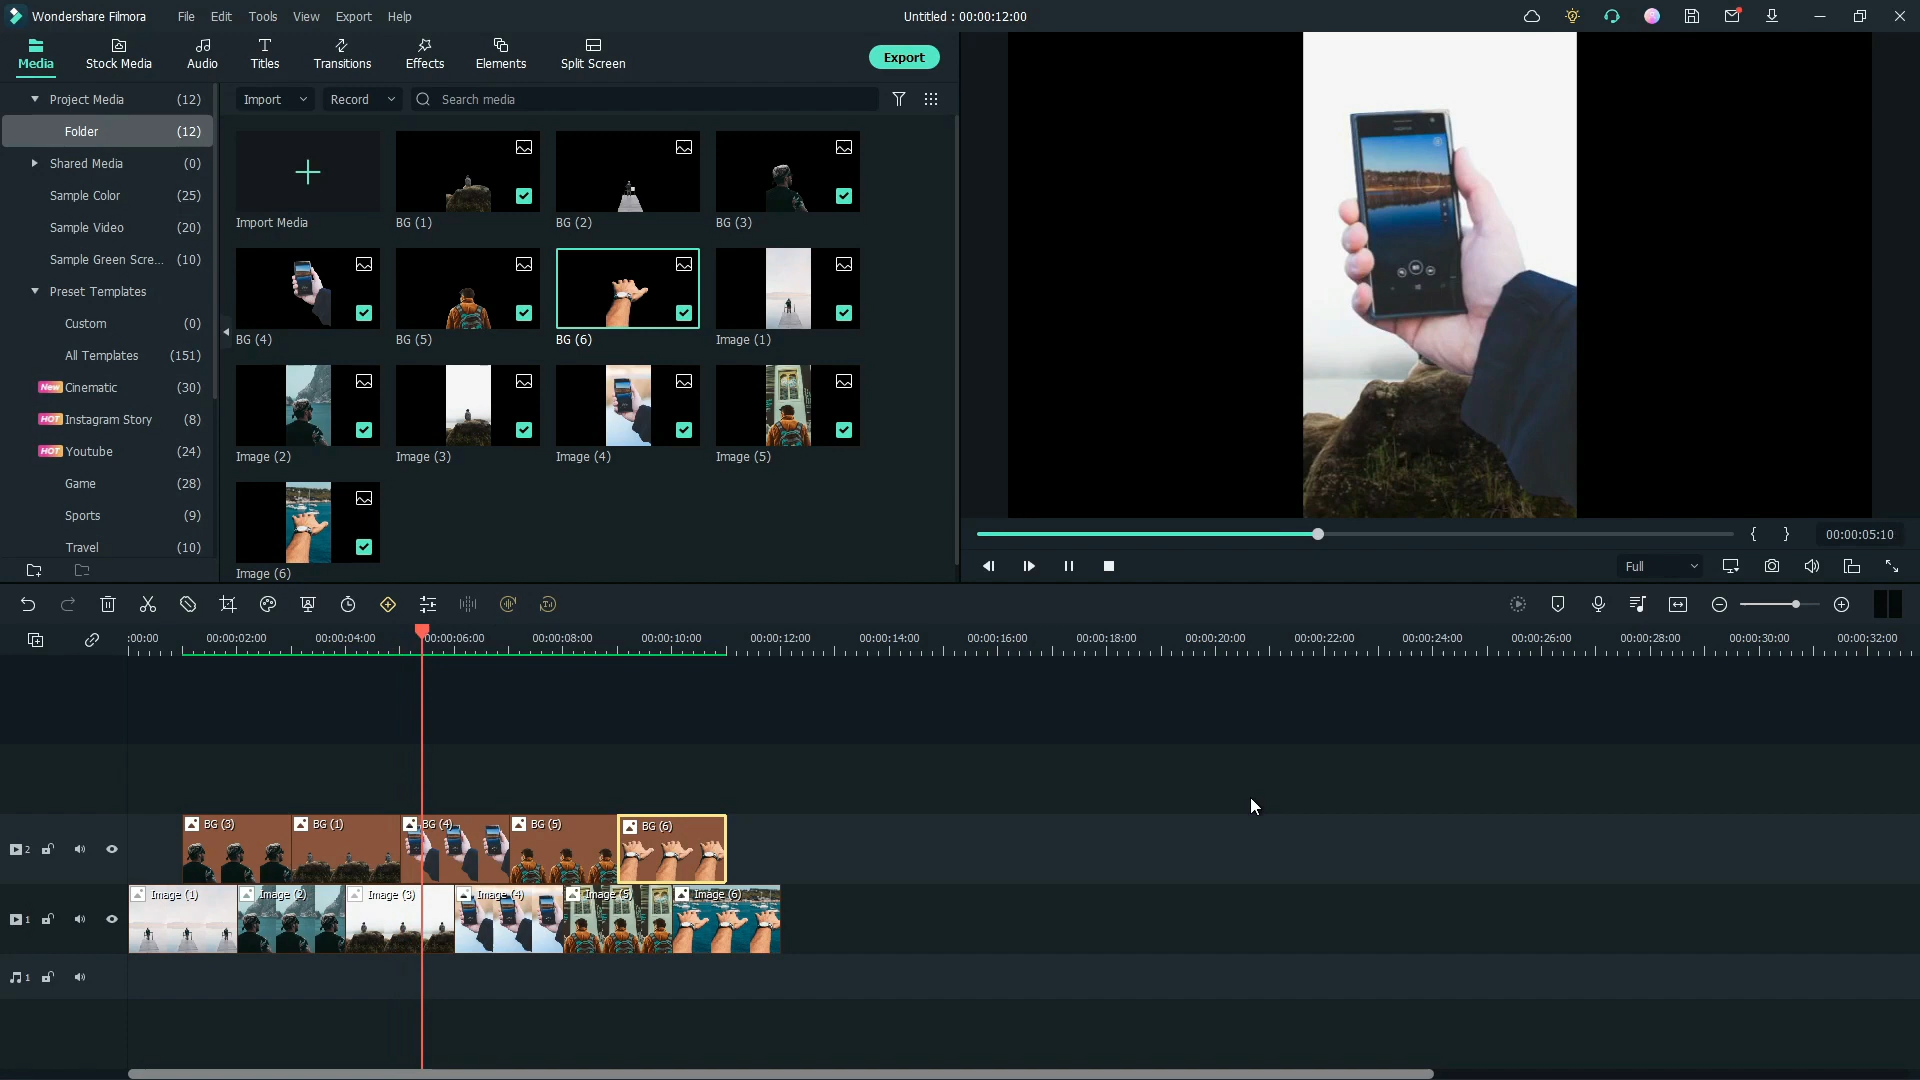 Wondershare Filmora File Edit Tools View Export Help Untitled : 00:00:12:00
Media Stock Media Audio Titles Transitions Effects Elements Split Screen Export
Project Media (12) Import Record Search media
Folder (12)
Shared Media (0)
Sample Color (25)
Sample Video (20)
Sample Green Scre... (10)
Preset Templates
Custom (0)
All Templates (151)
New Cinematic (30)
HOT Instagram Story (8)
HOT Youtube (24)
Game (28)
Sports (9)
Travel (10)
Import Media BG (1) BG (2) BG (3)
BG (4) BG (5) BG (6) Image (1)
Image (2) Image (3) Image (4) Image (5)
Image (6)
NOKIA
{ } 00:00:05:10
Full
:00:00 00:00:02:00 00:00:04:00 00:00:06:00 00:00:08:00 00:00:10:00 00:00:12:00 00:00:14:00 00:00:16:00 00:00:18:00 00:00:20:00 00:00:22:00 00:00:24:00 00:00:26:00 00:00:28:00 00:00:30:00 00:00:32:00
2 BG (3) BG (1) BG (4) BG (5) BG (6)
1 Image (1) Image (2) Image (3) Image (4) Image (5) Image (6)
1